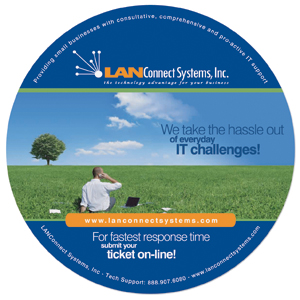 Providing small businesses with consultative, comprehensive and pro-active IT support
LANConnect Systems, Inc.
the technology advantage for your business
We take the hassle out
of everyday
IT challenges!
www.lanconnectsystems.com
For fastest response time
submit your
ticket on-line!
LANConnect Systems, Inc - Tech Support: 888.907.6080 - www.lanconnectsystems.com